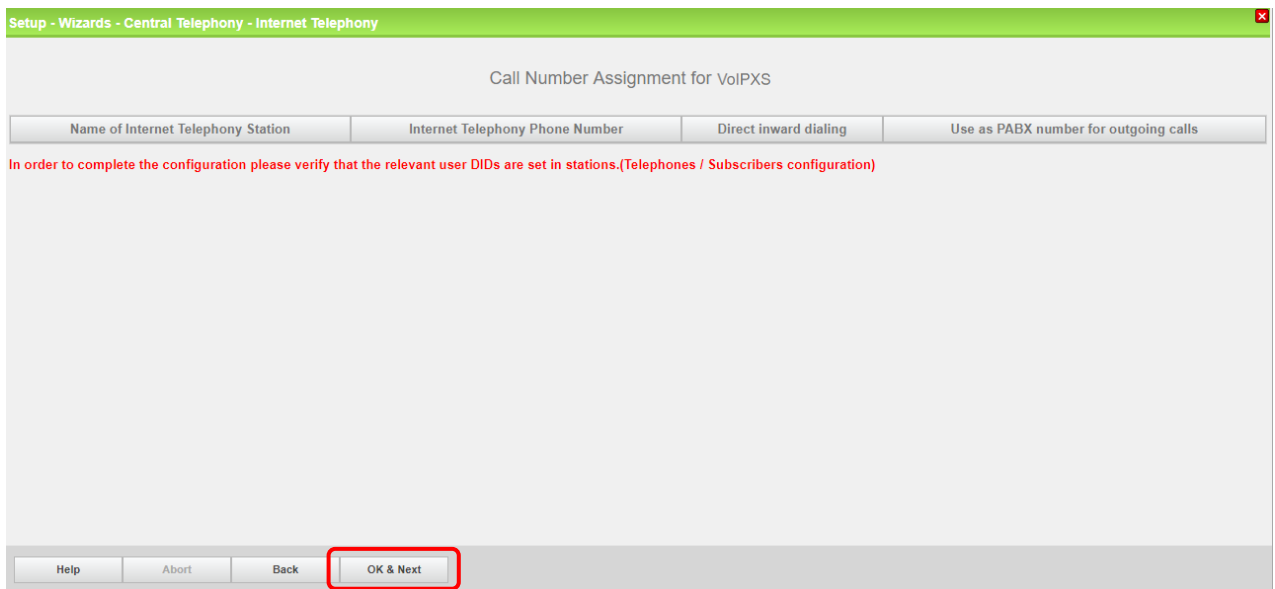 Setup - Wizards - Central Telephony - Internet Telephony
Call Number Assignment for VoIPXS
Name of Internet Telephony Station Internet Telephony Phone Number Direct inward dialing Use as PABX number for outgoing calls
In order to complete the configuration please verify that the relevant user DIDs are set in stations.(Telephones / Subscribers configuration)
Help Abort Back OK & Next